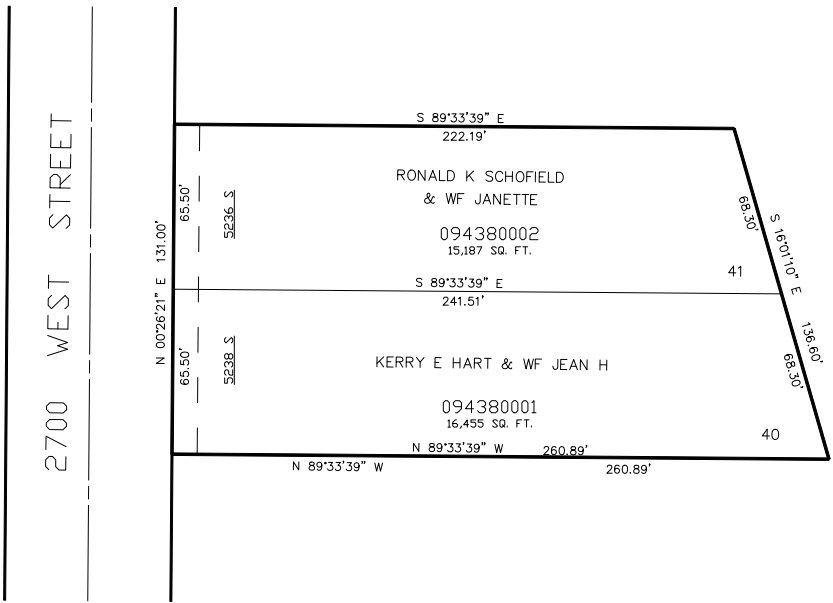 2700 WEST STREET
S 89°33'39" E
222.19'
RONALD K SCHOFIELD
& WF JANETTE
094380002
15,187 SQ. FT.
65.50'
5236 S
68.30'
S 16°01'10" E
136.60'
41
N 00°26'21" E 131.00'
S 89°33'39" E
241.51'
65.50'
5238 S
KERRY E HART & WF JEAN H
094380001
16,455 SQ. FT.
68.30'
40
N 89°33'39" W 260.89'
N 89°33'39" W 260.89'